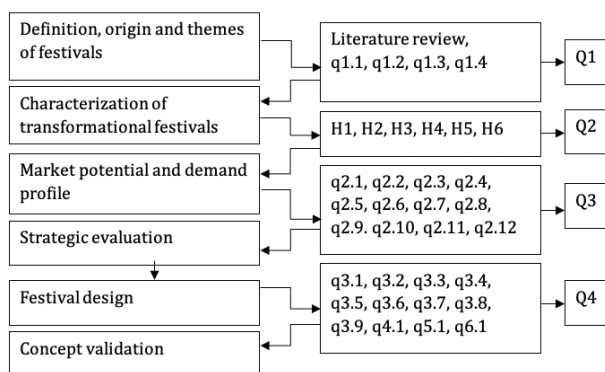 Definition, origin and themes
of festivals
Literature review,
q1.1, q1.2, q1.3, q1.4
Q1
Characterization of
transformational festivals
H1, H2, H3, H4, H5, H6
Q2
Market potential and demand
profile
q2.1, q2.2, q2.3, q2.4,
q2.5, q2.6, q2.7, q2.8,
q2.9. q2.10, q2.11, q2.12
Q3
Strategic evaluation
Festival design
q3.1, q3.2, q3.3, q3.4,
q3.5, q3.6, q3.7, q3.8,
q3.9, q4.1, q5.1, q6.1
Q4
Concept validation